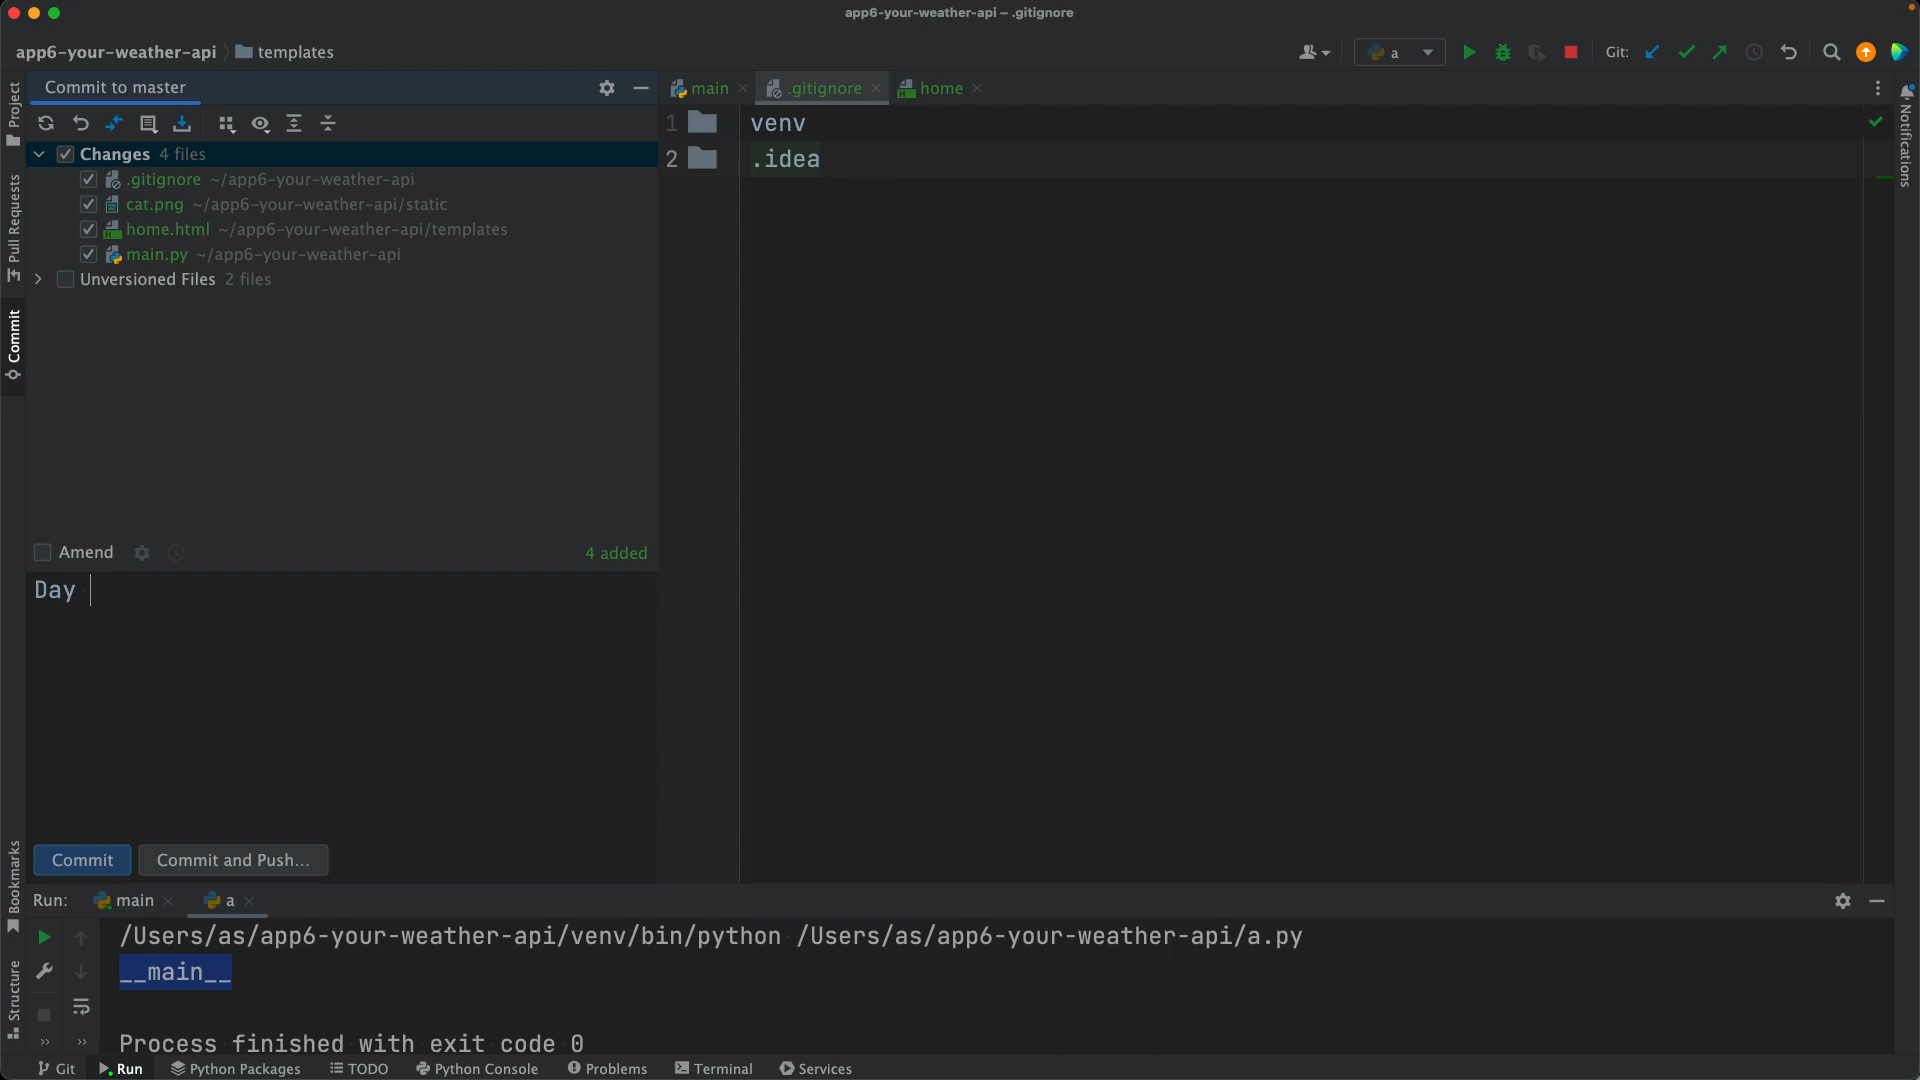 app6-your-weather-api – .gitignore
app6-your-weather-api templates
a
Git:
Project
Pull Requests
Commit
Bookmarks
Structure
Commit to master
Changes 4 files
.gitignore ~/app6-your-weather-api
cat.png ~/app6-your-weather-api/static
home.html ~/app6-your-weather-api/templates
main.py ~/app6-your-weather-api
Unversioned Files 2 files
Amend
4 added
Day
Commit
Commit and Push...
main
.gitignore
home
1 venv
2 .idea
Notifications
Run: main a
/Users/as/app6-your-weather-api/venv/bin/python /Users/as/app6-your-weather-api/a.py
__main__
Process finished with exit code 0
Git Run Python Packages TODO Python Console Problems Terminal Services